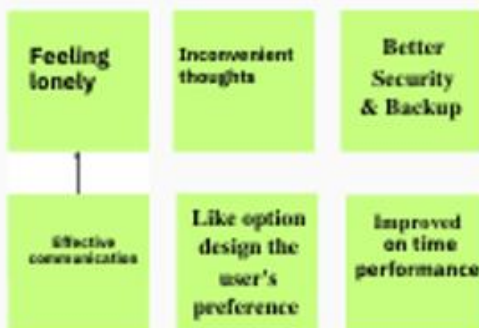 Feeling
lonely
Inconvenient
thoughts
Better
Security
& Backup
Effective
communication
Like option
design the
user's
preference
Improved
on time
performance